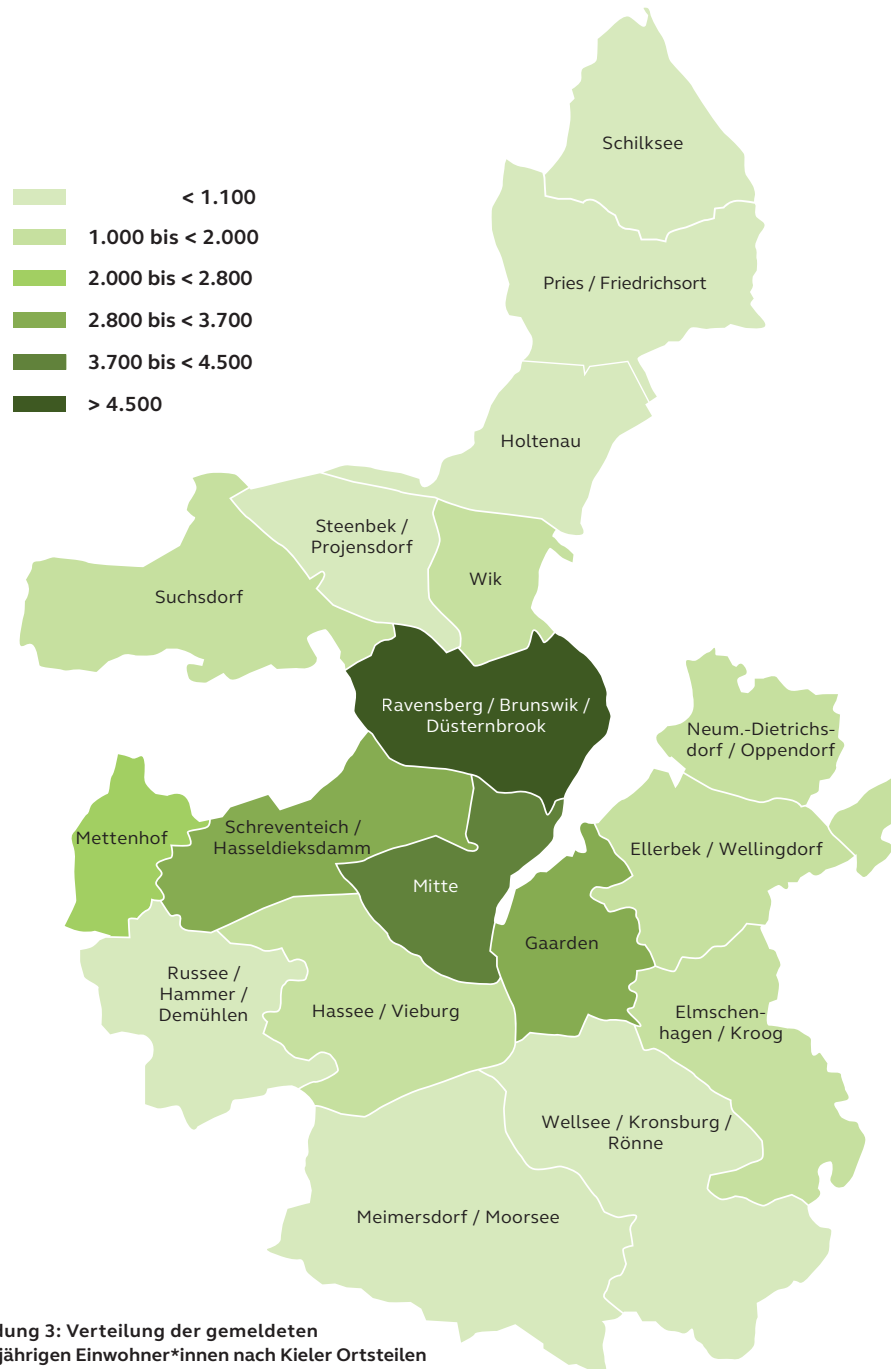 Schilksee
< 1.100
1.000 bis < 2.000
2.000 bis < 2.800
2.800 bis < 3.700
3.700 bis < 4.500
> 4.500
Pries / Friedrichsort
Holtenau
Steenbek /
Projensdorf
Wik
Suchsdorf
Ravensberg / Brunswik /
Düsternbrook
Neum.-Dietrichs-
dorf / Oppendorf
Mettenhof
Schreventeich /
Hasseldieksdamm
Ellerbek / Wellingdorf
Mitte
Gaarden
Russee /
Hammer /
Demühlen
Hassee / Vieburg
Elmschen-
hagen / Kroog
Wellsee / Kronsburg /
Rönne
Meimersdorf / Moorsee
dung 3: Verteilung der gemeldeten
jährigen Einwohner*innen nach Kieler Ortsteilen